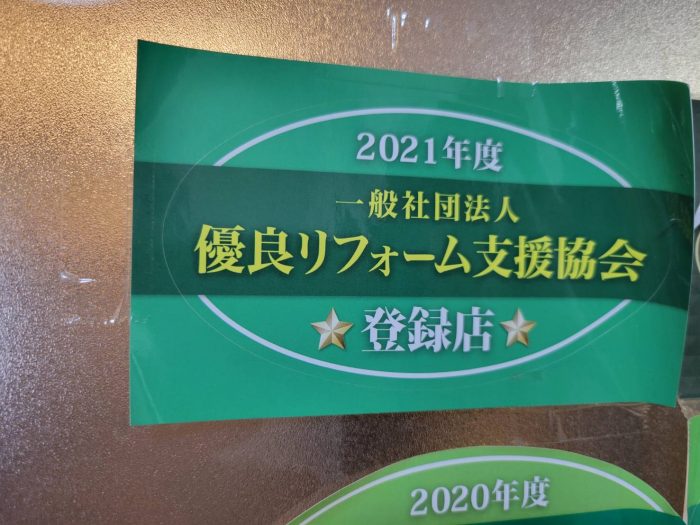 2021年度
一般社団法人
優良リフォーム支援協会
登録店
2020年度